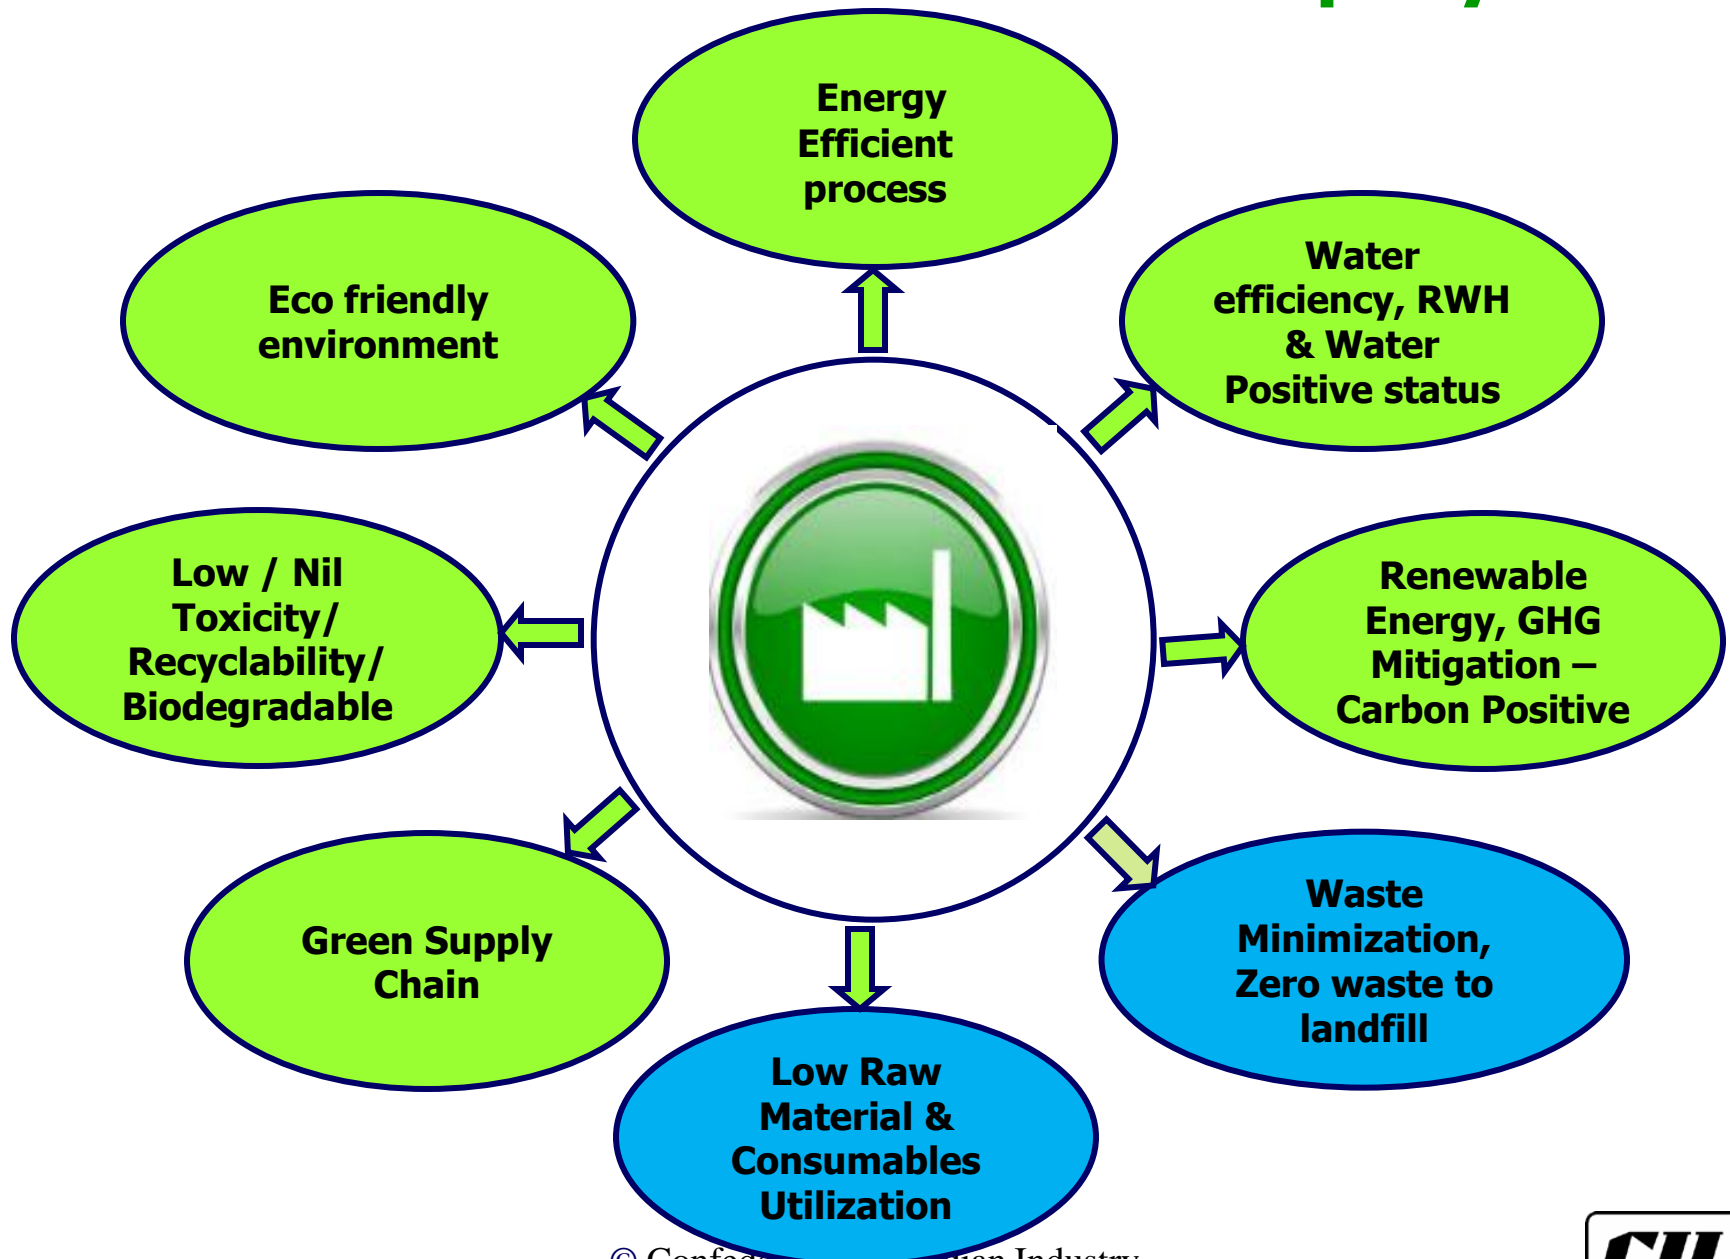 Energy
Efficient
process
Water
efficiency, RWH
& Water
Positive status
Eco friendly
environment
Renewable
Energy, GHG
Mitigation –
Carbon Positive
Low / Nil
Toxicity/
Recyclability/
Biodegradable
Waste
Minimization,
Zero waste to
landfill
Green Supply
Chain
Low Raw
Material &
Consumables
Utilization
© Industry